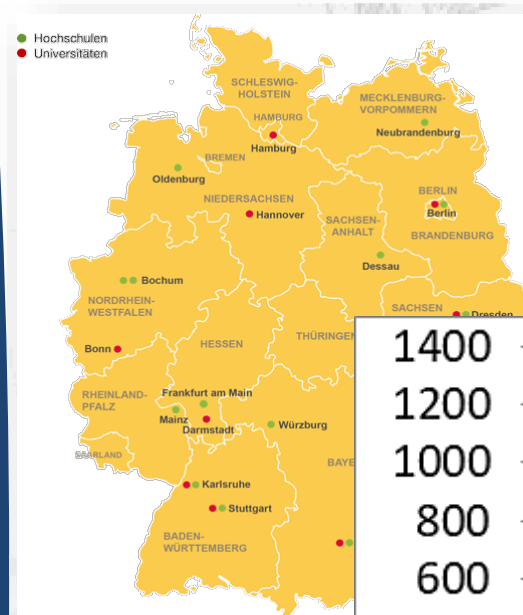 Hochschulen
Universitäten
SCHLESWIG-
HOLSTEIN
MECKLENBURG-
VORPOMMERN
HAMBURG
Neubrandenburg
Hamburg
BREMEN
Oldenburg
BERLIN
NIEDERSACHSEN
Hannover
Berlin
SACHSEN-
ANHALT
BRANDENBURG
Dessau
Bochum
NORDRHEIN-
WESTFALEN
SACHSEN
Dresden
THÜRINGEN
HESSEN
Bonn
RHEINLAND-
PFALZ
Frankfurt am Main
Mainz
Darmstadt
Würzburg
SAARLAND
BAYE
Karlsruhe
Stuttgart
BADEN-
WÜRTTEMBERG
1400
1200
1000
800
600